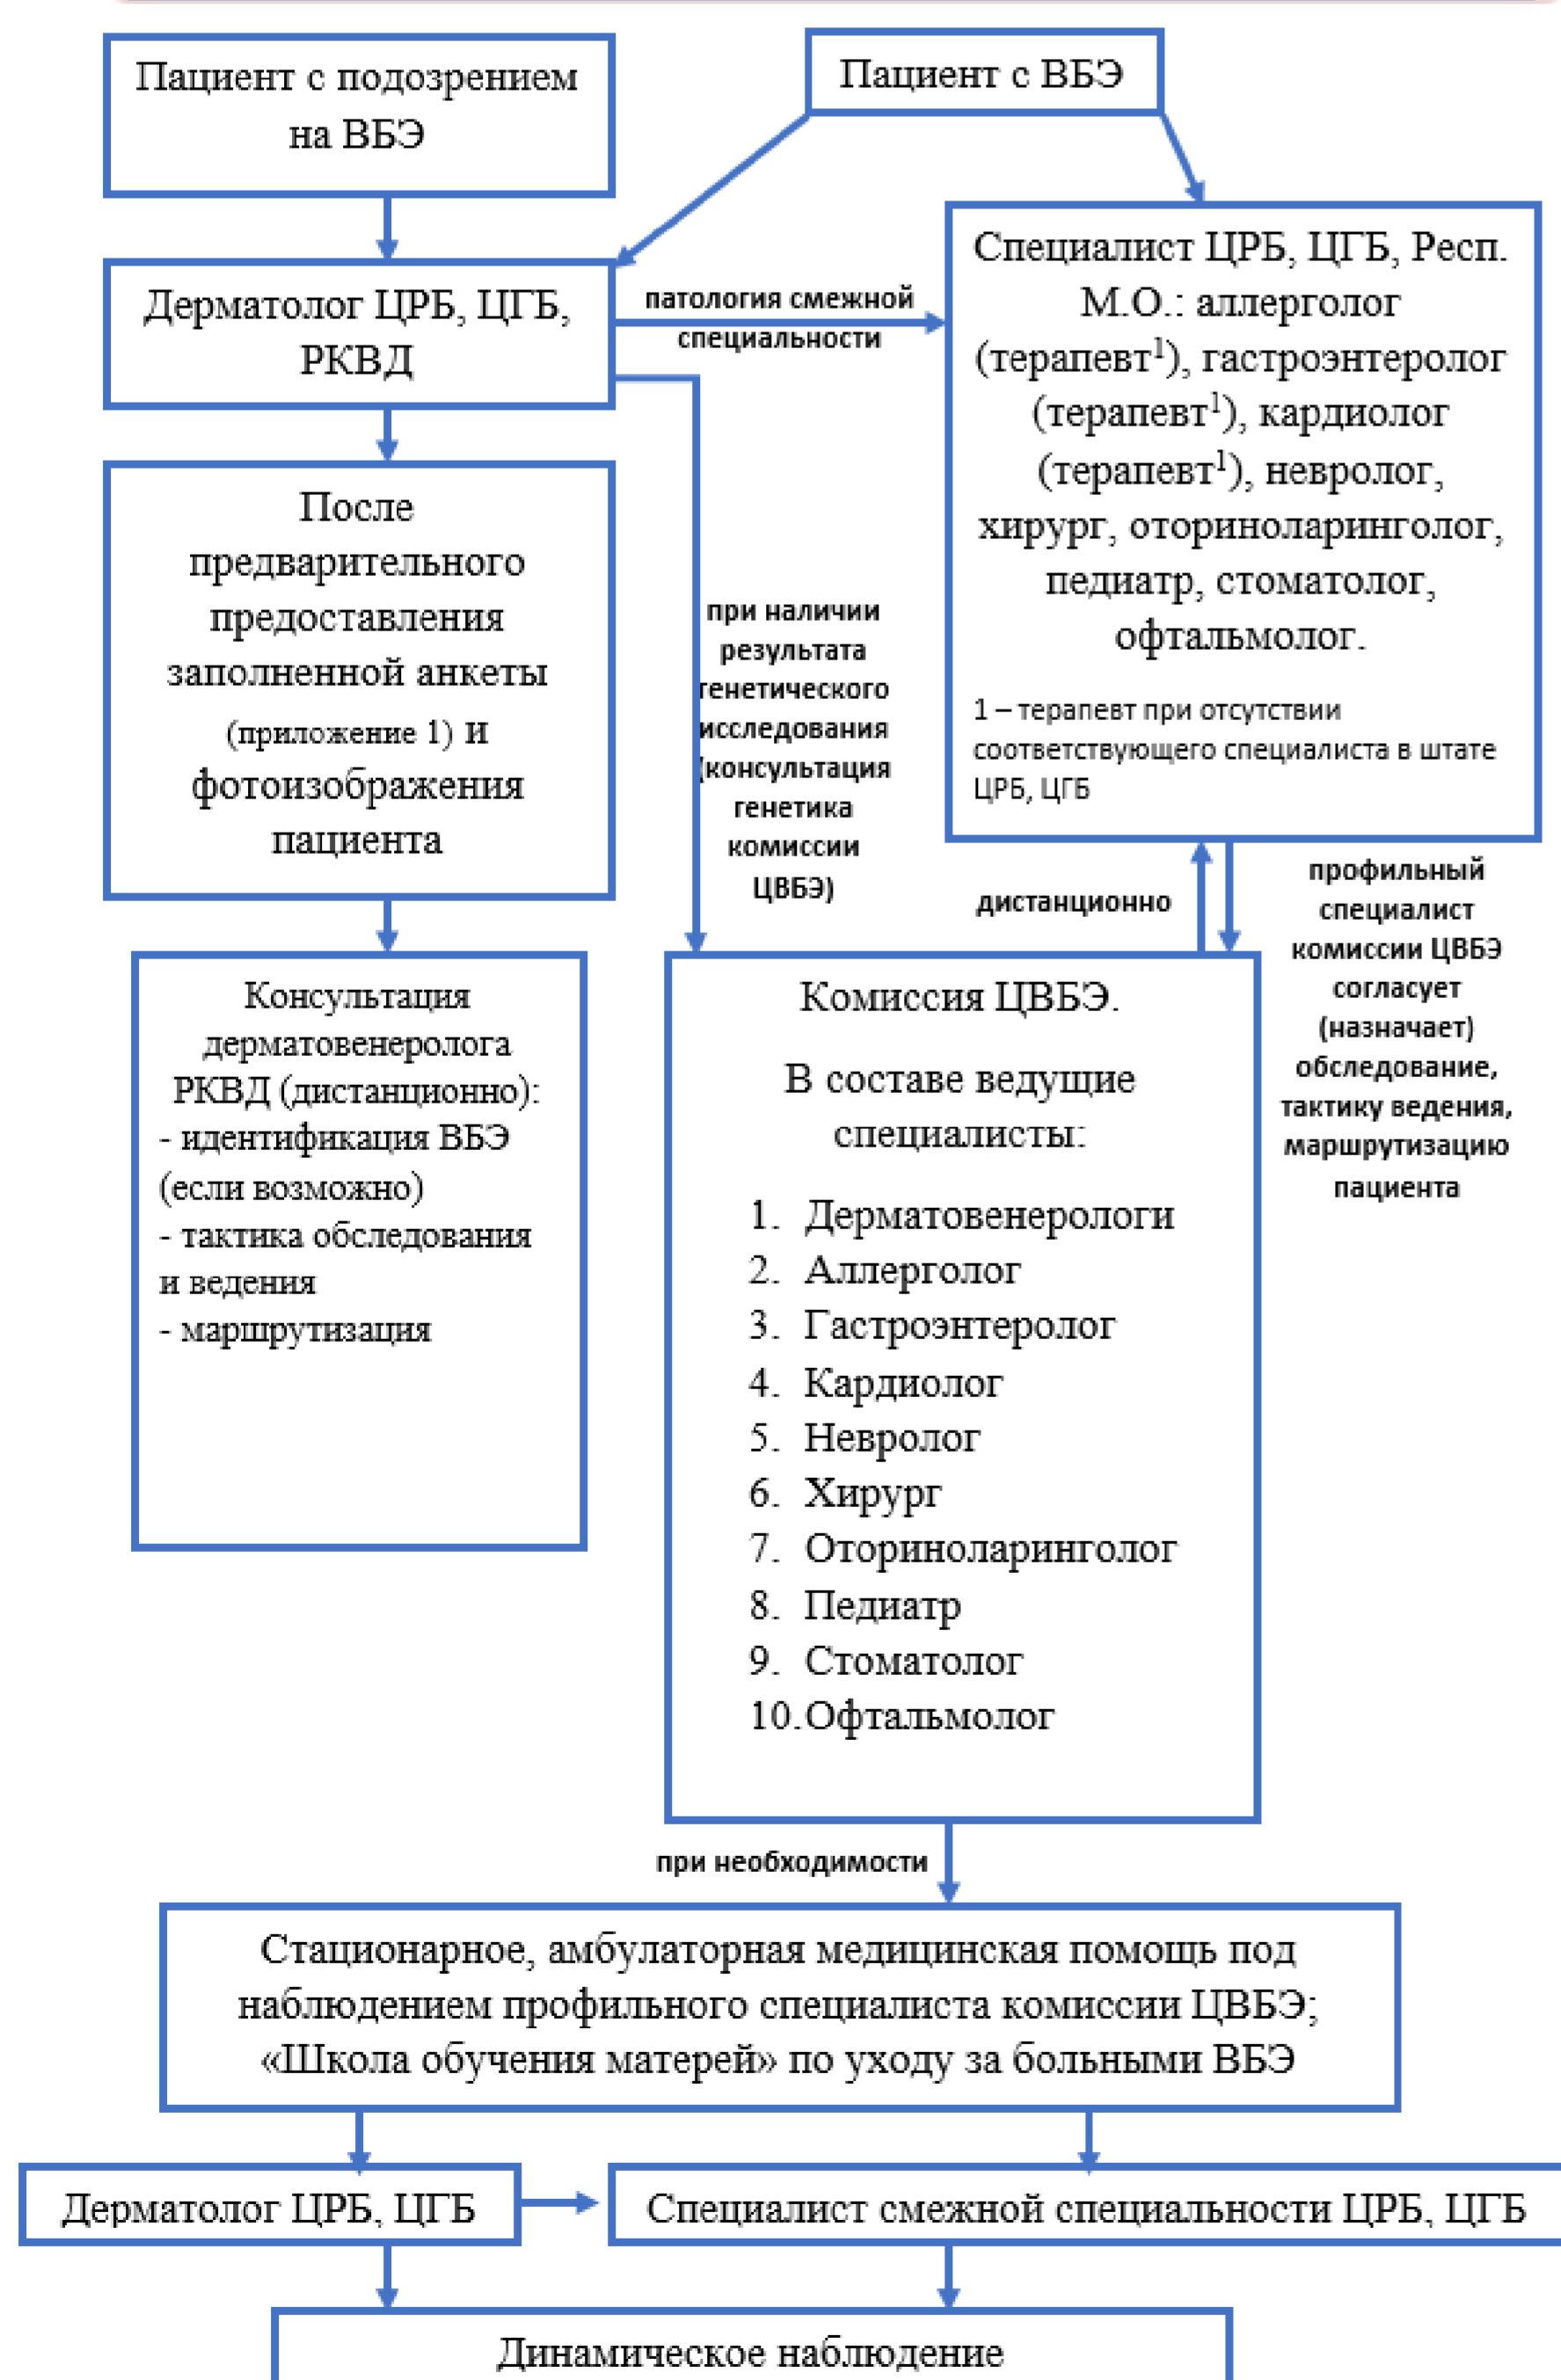 Пациент с подозрением
на ВБЭ
Пациент с ВБЭ
Дерматолог ЦРБ, ЦГБ,
РКВД
патология смежной
специальности
Специалист ЦРБ, ЦГБ, Респ.
М.О.: аллерголог
(терапевт¹), гастроэнтеролог
(терапевт¹), кардиолог
(терапевт¹), невролог,
хирург, оториноларинголог,
педиатр, стоматолог,
офтальмолог.
1 – терапевт при отсутствии
соответствующего специалиста в штате
ЦРБ, ЦГБ
После
предварительного
предоставления
заполненной анкеты
(приложение 1) и
фотоизображения
пациента
при наличии
результата
генетического
исследования
(консультация
генетика
комиссии
ЦВБЭ)
дистанционно
профильный
специалист
комиссии ЦВБЭ
согласует
(назначает)
обследование,
тактику ведения,
маршрутизацию
пациента
Консультация
дерматовенеролога
РКВД (дистанционно):
- идентификация ВБЭ
(если возможно)
- тактика обследования
и ведения
- маршрутизация
Комиссия ЦВБЭ.
В составе ведущие
специалисты:
1. Дерматовенерологи
2. Аллерголог
3. Гастроэнтеролог
4. Кардиолог
5. Невролог
6. Хирург
7. Оториноларинголог
8. Педиатр
9. Стоматолог
10. Офтальмолог
при необходимости
Стационарное, амбулаторная медицинская помощь под
наблюдением профильного специалиста комиссии ЦВБЭ;
«Школа обучения матерей» по уходу за больными ВБЭ
Дерматолог ЦРБ, ЦГБ
Специалист смежной специальности ЦРБ, ЦГБ
Динамическое наблюдение